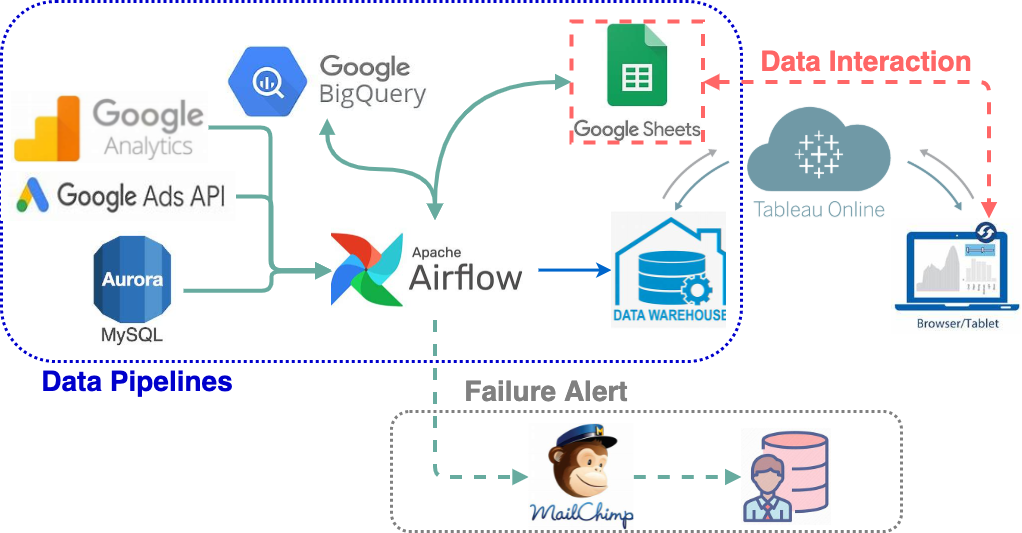 Google
BigQuery
Google Sheets
Data Interaction
Google
Analytics
Google Ads API
Tableau Online
Aurora
MySQL
Apache
Airflow
DATA WAREHOUSE
Browser/Tablet
Data Pipelines
Failure Alert
MailChimp